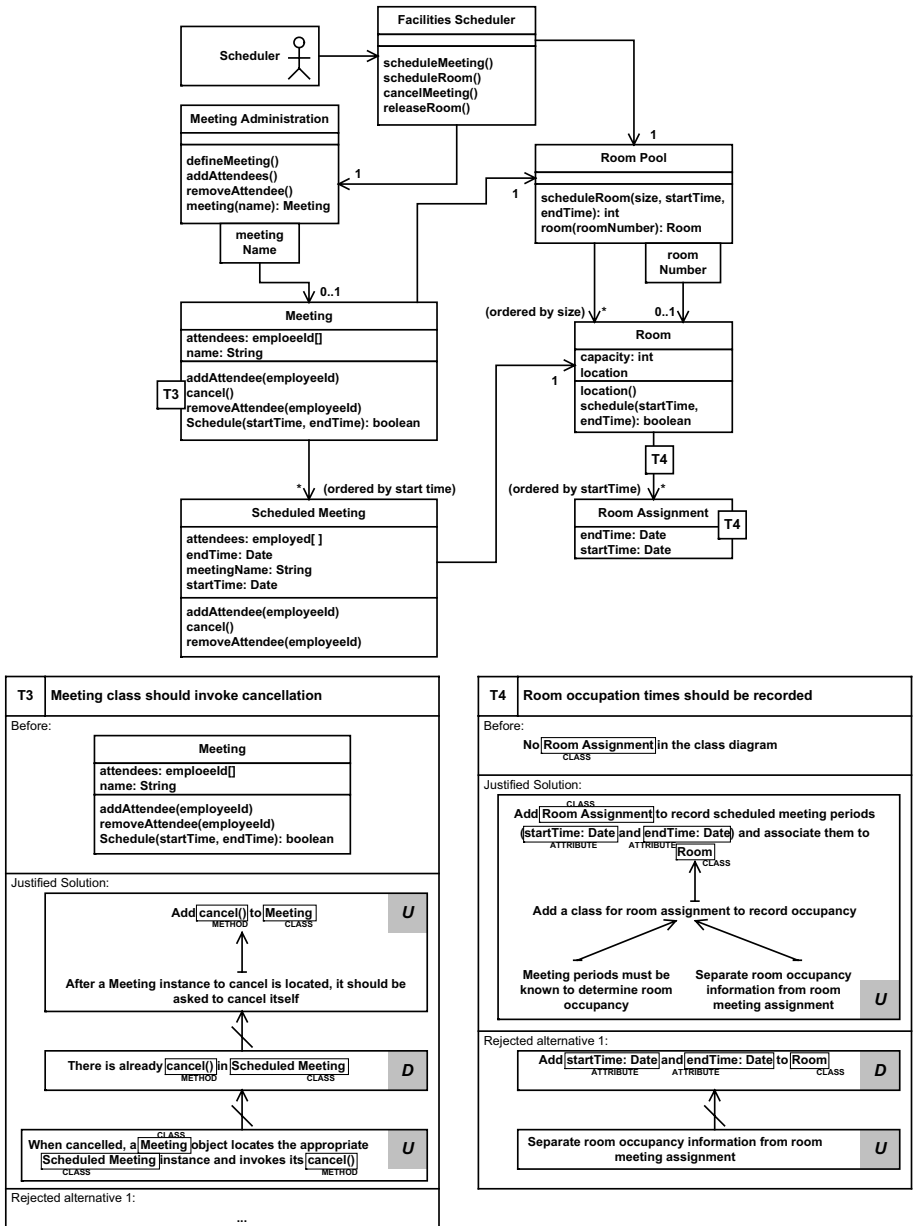 Facilities Scheduler
Scheduler
scheduleMeeting()
scheduleRoom()
cancelMeeting()
releaseRoom()
Meeting Administration
defineMeeting()
addAttendees()
removeAttendee()
meeting(name): Meeting
1
1
Room Pool
1
scheduleRoom(size, startTime,
endTime): int
room(roomNumber): Room
meeting
Name
room
Number
0..1
(ordered by size)
*
0..1
Meeting
attendees: emploeeId[]
name: String
T3
addAttendee(employeeId)
cancel()
removeAttendee(employeeId)
Schedule(startTime, endTime): boolean
Room
1
capacity: int
location
location()
schedule(startTime,
endTime): boolean
T4
* (ordered by start time)
(ordered by startTime) *
Scheduled Meeting
attendees: employed[ ]
endTime: Date
meetingName: String
startTime: Date
addAttendee(employeeId)
cancel()
removeAttendee(employeeId)
Room Assignment
T4
endTime: Date
startTime: Date
T3 Meeting class should invoke cancellation
Before:
Meeting
attendees: emploeeId[]
name: String
addAttendee(employeeId)
removeAttendee(employeeId)
Schedule(startTime, endTime): boolean
Justified Solution:
Add cancel() to Meeting
METHOD CLASS
U
After a Meeting instance to cancel is located, it should be
asked to cancel itself
There is already cancel() in Scheduled Meeting
METHOD CLASS
D
CLASS
When cancelled, a Meeting object locates the appropriate
Scheduled Meeting instance and invokes its cancel()
CLASS METHOD
U
Rejected alternative 1:
...
T4 Room occupation times should be recorded
Before:
No Room Assignment in the class diagram
CLASS
Justified Solution:
CLASS
Add Room Assignment to record scheduled meeting periods
(startTime: Date and endTime: Date) and associate them to
ATTRIBUTE ATTRIBUTE
Room
CLASS
Add a class for room assignment to record occupancy
Meeting periods must be
known to determine room
occupancy
Separate room occupancy
information from room
meeting assignment
U
Rejected alternative 1:
Add startTime: Date and endTime: Date to Room
ATTRIBUTE ATTRIBUTE CLASS
D
Separate room occupancy information from room
meeting assignment
U